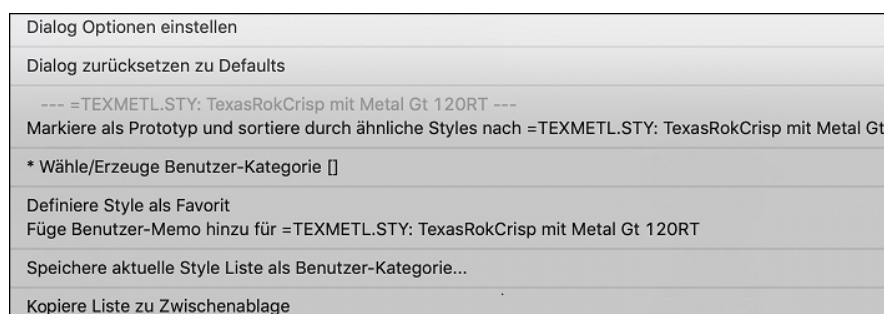 Dialog Optionen einstellen
Dialog zurücksetzen zu Defaults
--- =TEXMETL.STY: TexasRokCrisp mit Metal Gt 120RT ---
Markiere als Prototyp und sortiere durch ähnliche Styles nach =TEXMETL.STY: TexasRokCrisp mit Metal Gt
* Wähle/Erzeuge Benutzer-Kategorie []
Definiere Style als Favorit
Füge Benutzer-Memo hinzu für =TEXMETL.STY: TexasRokCrisp mit Metal Gt 120RT
Speichere aktuelle Style Liste als Benutzer-Kategorie...
Kopiere Liste zu Zwischenablage